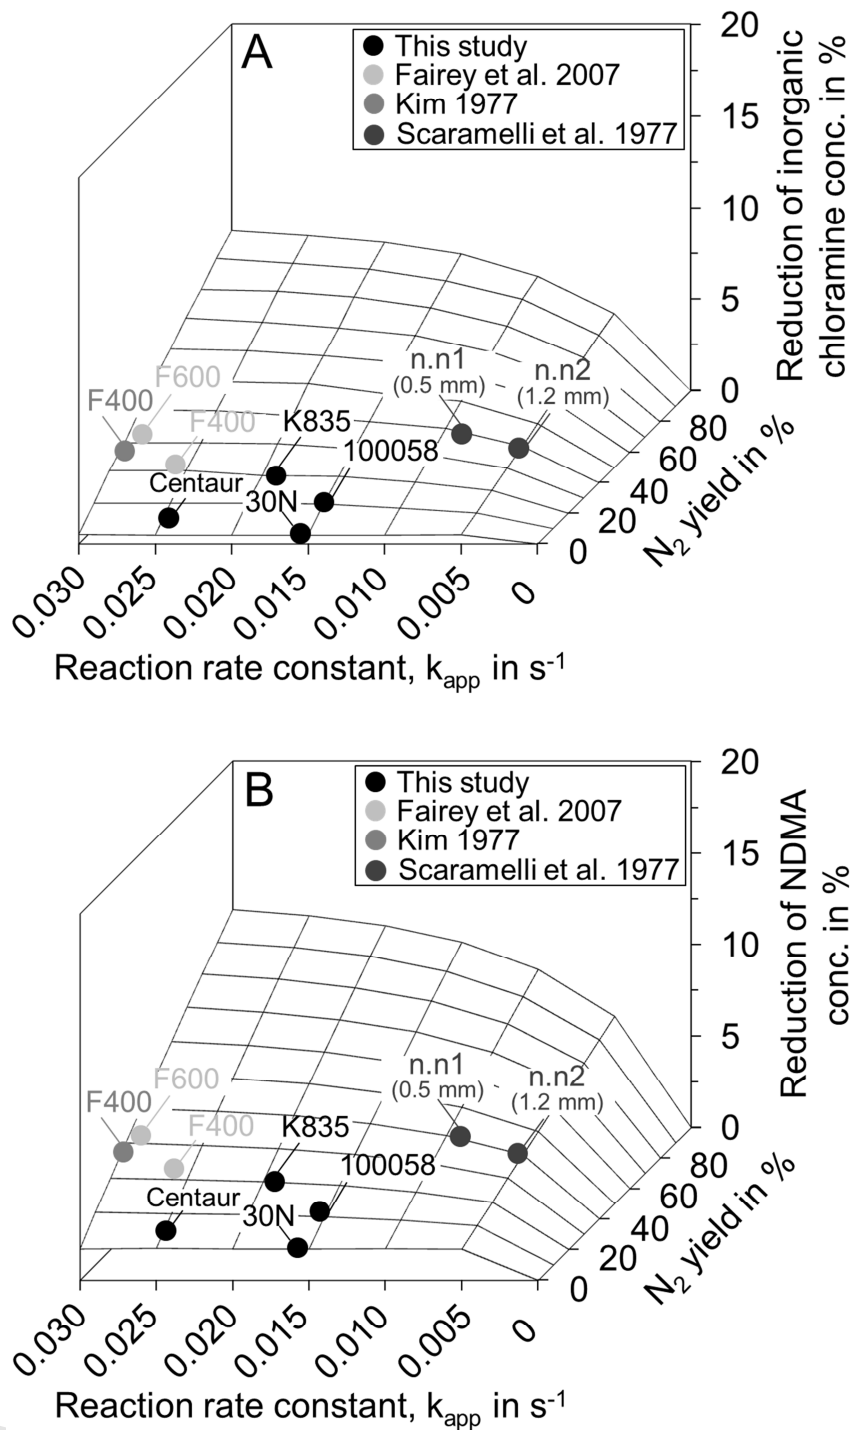 A
This study
Fairey et al. 2007
Kim 1977
Scaramelli et al. 1977
20
15
10
5
0
Reduction of inorganic
chloramine conc. in %
n.n1
(0.5 mm)
n.n2
(1.2 mm)
F600
F400
F400
K835
100058
Centaur
30N
80
60
40
20
0
N2 yield in %
0.030
0.025
0.020
0.015
0.010
0.005
0
Reaction rate constant, kapp in s-1
B
This study
Fairey et al. 2007
Kim 1977
Scaramelli et al. 1977
20
15
10
5
0
Reduction of NDMA
conc. in %
n.n1
(0.5 mm)
n.n2
(1.2 mm)
F600
F400
F400
K835
100058
Centaur
30N
80
60
40
20
0
N2 yield in %
0.030
0.025
0.020
0.015
0.010
0.005
0
Reaction rate constant, kapp in s-1